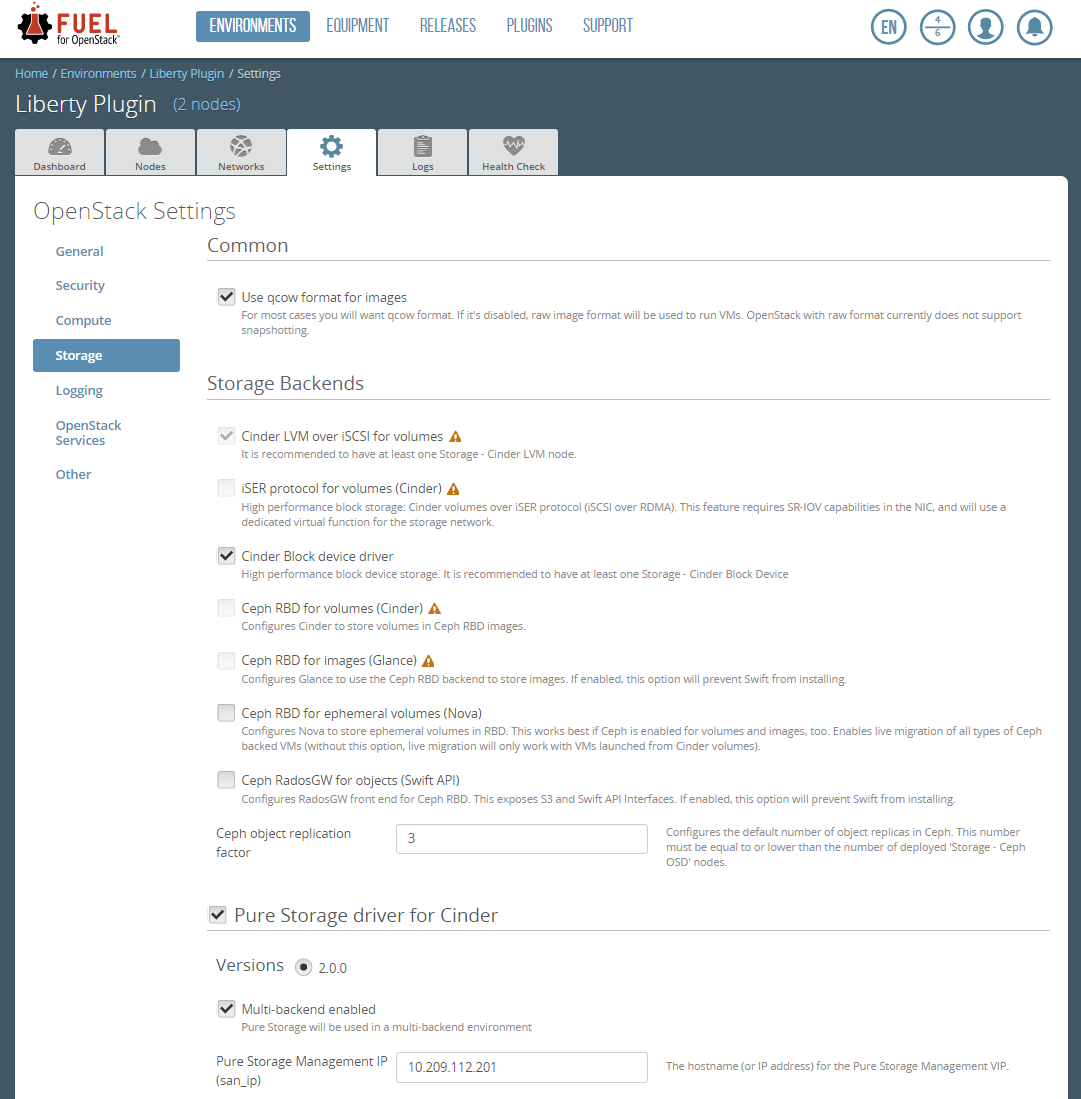 FUEL
for OpenStack
ENVIRONMENTS EQUIPMENT RELEASES PLUGINS SUPPORT
EN 4 6
Home / Environments / Liberty Plugin / Settings
Liberty Plugin (2 nodes)
Dashboard Nodes Networks Settings Logs Health Check
OpenStack Settings
General
Security
Compute
Storage
Logging
OpenStack
Services
Other
Common
Use qcow format for images
For most cases you will want qcow format. If it's disabled, raw image format will be used to run VMs. OpenStack with raw format currently does not support
snapshotting.
Storage Backends
Cinder LVM over iSCSI for volumes
It is recommended to have at least one Storage - Cinder LVM node.
iSER protocol for volumes (Cinder)
High performance block storage: Cinder volumes over iSER protocol (iSCSI over RDMA). This feature requires SR-IOV capabilities in the NIC, and will use a
dedicated virtual function for the storage network.
Cinder Block device driver
High performance block device storage. It is recommended to have at least one Storage - Cinder Block Device
Ceph RBD for volumes (Cinder)
Configures Cinder to store volumes in Ceph RBD images.
Ceph RBD for images (Glance)
Configures Glance to use the Ceph RBD backend to store images. If enabled, this option will prevent Swift from installing.
Ceph RBD for ephemeral volumes (Nova)
Configures Nova to store ephemeral volumes in RBD. This works best if Ceph is enabled for volumes and images, too. Enables live migration of all types of Ceph
backed VMs (without this option, live migration will only work with VMs launched from Cinder volumes).
Ceph RadosGW for objects (Swift API)
Configures RadosGW front end for Ceph RBD. This exposes S3 and Swift API Interfaces. If enabled, this option will prevent Swift from installing.
Ceph object replication
factor
3
Configures the default number of object replicas in Ceph. This number
must be equal to or lower than the number of deployed 'Storage - Ceph
OSD' nodes.
Pure Storage driver for Cinder
Versions 2.0.0
Multi-backend enabled
Pure Storage will be used in a multi-backend environment
Pure Storage Management IP
(san_ip)
10.209.112.201
The hostname (or IP address) for the Pure Storage Management VIP.